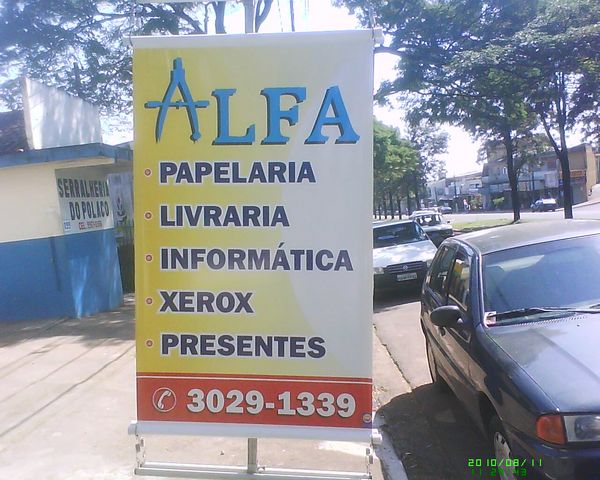 ALFA
PAPELARIA
LIVRARIA
INFORMÁTICA
XEROX
PRESENTES
3029-1339
SERRALHERIA
DO POLACO
2010/08/11